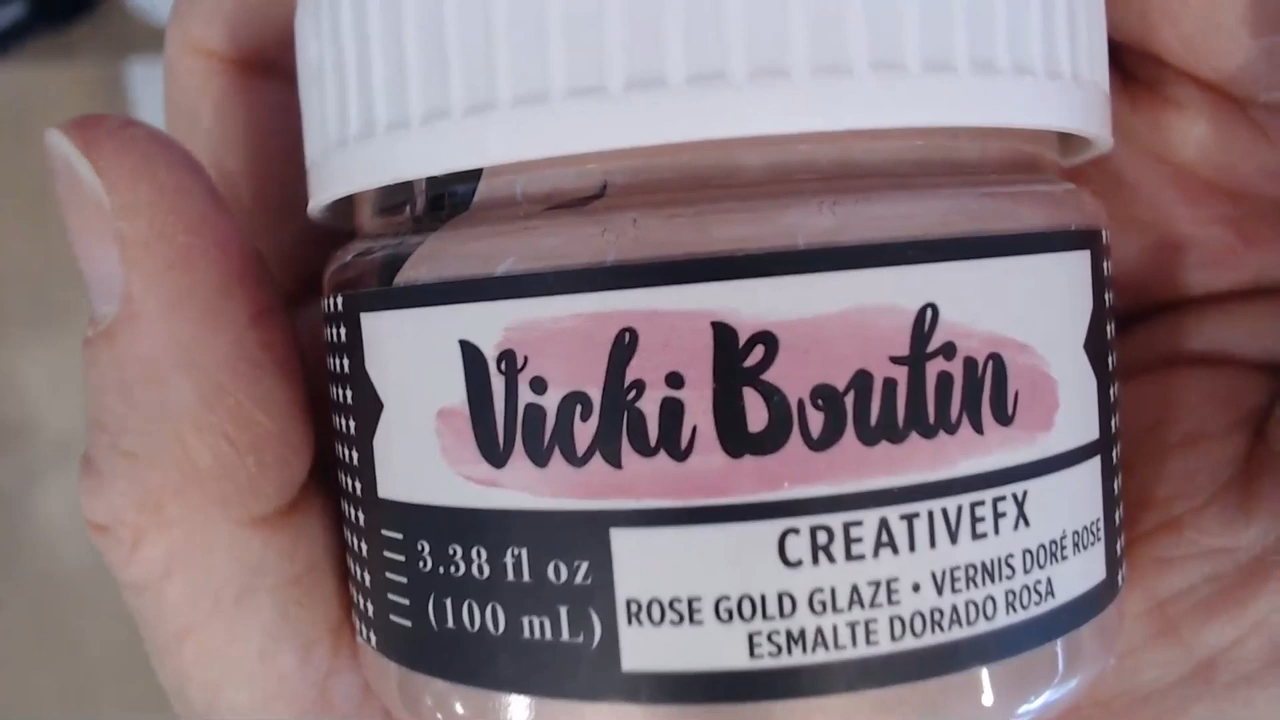 Vicki Boutin
3.38 fl oz
(100 mL)
CREATIVEFX
ROSE GOLD GLAZE • VERNIS DORÉ ROSE
ESMALTE DORADO ROSA